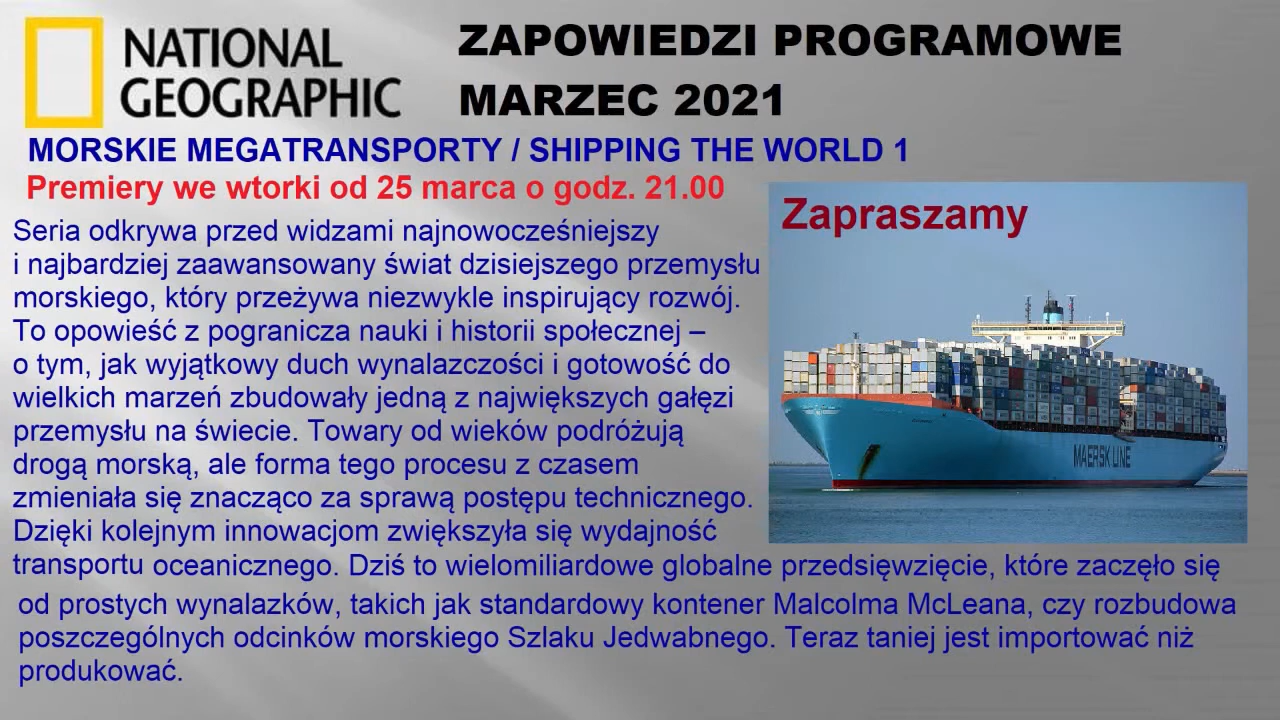 NATIONAL
GEOGRAPHIC
ZAPOWIEDZI PROGRAMOWE
MARZEC 2021
MORSKIE MEGATRANSPORTY / SHIPPING THE WORLD 1
Premiery we wtorki od 25 marca o godz. 21.00
Zapraszamy
Seria odkrywa przed widzami najnowocześniejszy
i najbardziej zaawansowany świat dzisiejszego przemysłu
morskiego, który przeżywa niezwykle inspirujący rozwój.
To opowieść z pogranicza nauki i historii społecznej –
o tym, jak wyjątkowy duch wynalazczości i gotowość do
wielkich marzeń zbudowały jedną z największych gałęzi
przemysłu na świecie. Towary od wieków podróżują
drogą morską, ale forma tego procesu z czasem
zmieniała się znacząco za sprawą postępu technicznego.
Dzięki kolejnym innowacjom zwiększyła się wydajność
transportu oceanicznego. Dziś to wielomiliardowe globalne przedsięwzięcie, które zaczęło się
od prostych wynalazków, takich jak standardowy kontener Malcolma McLeana, czy rozbudowa
poszczególnych odcinków morskiego Szlaku Jedwabnego. Teraz taniej jest importować niż
produkować.
MAERSK LINE